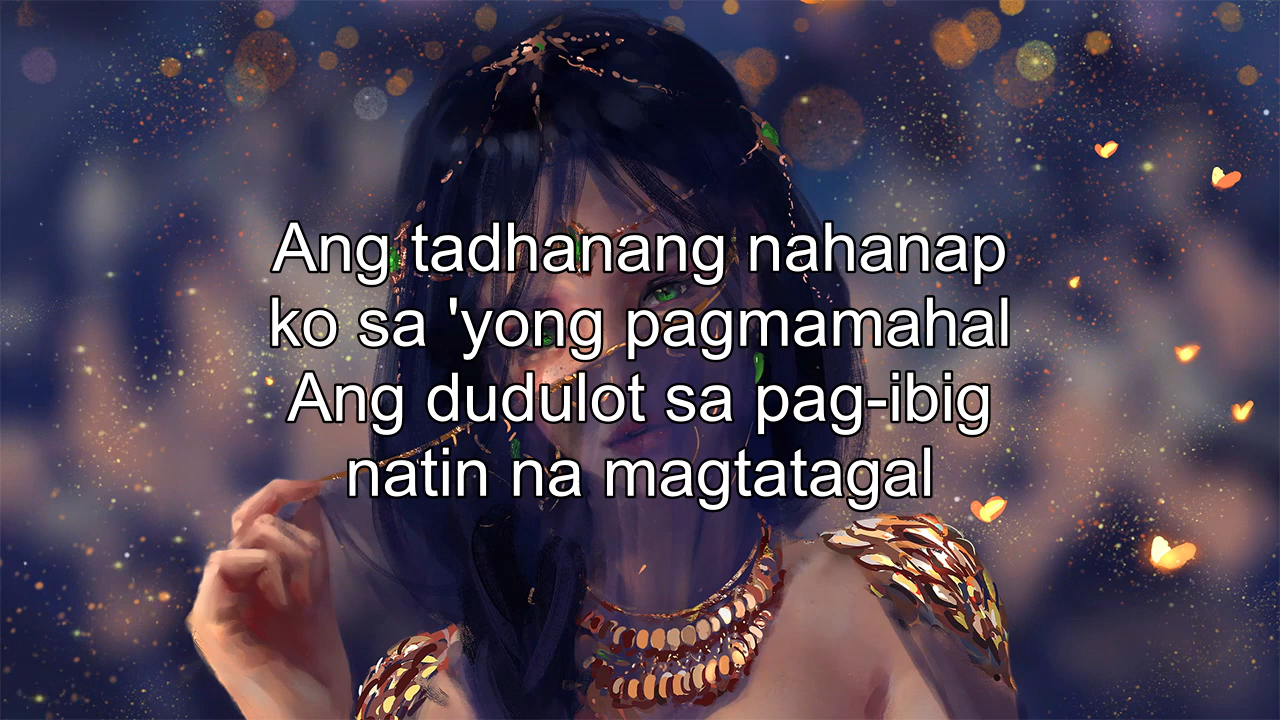 Ang tadhanang nahanap
ko sa 'yong pagmamahal
Ang dudulot sa pag-ibig
natin na magtatagal